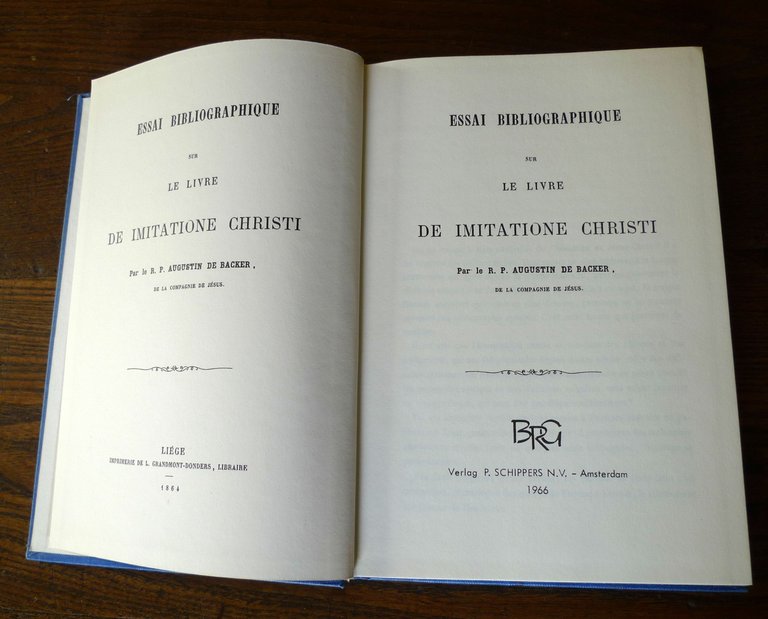 ESSAI BIBLIOGRAPHIQUE
SUR
LE LIVRE
DE IMITATIONE CHRISTI
Par le R. P. AUGUSTIN DE BACKER,
DE LA COMPAGNIE DE JÉSUS.
LIÉGE
IMPRIMERIE DE L. GRANDMONT-DONDERS, LIBRAIRE
—
1864
ESSAI BIBLIOGRAPHIQUE
SUR
LE LIVRE
DE IMITATIONE CHRISTI
Par le R. P. AUGUSTIN DE BACKER,
DE LA COMPAGNIE DE JÉSUS.
BRG
Verlag P. SCHIPPERS N.V. – Amsterdam
1966